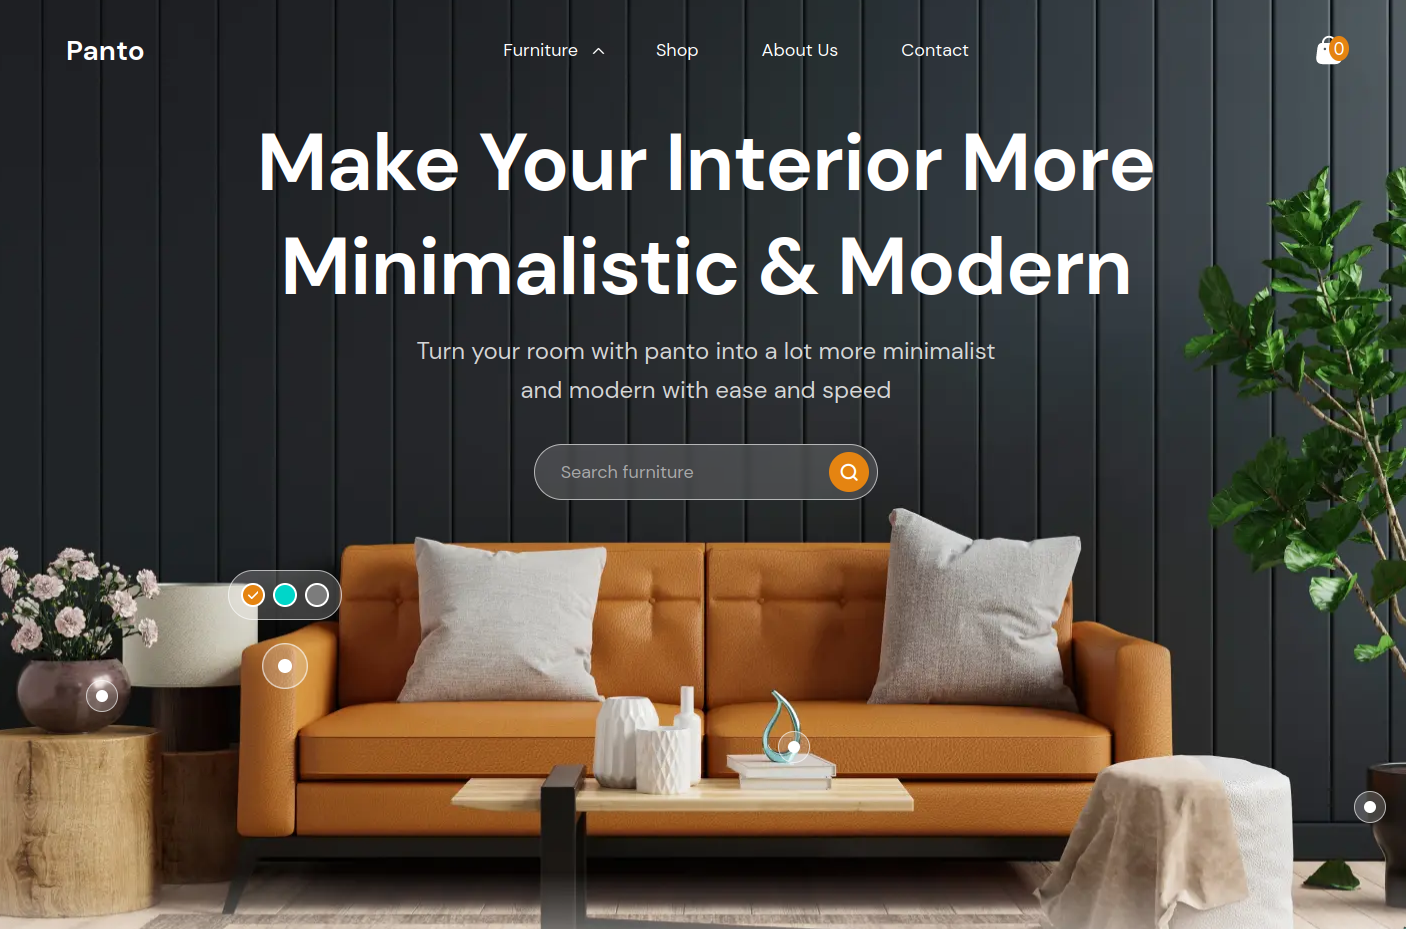 Panto
Furniture
Shop
About Us
Contact
0
Make Your Interior More
Minimalistic & Modern
Turn your room with panto into a lot more minimalist
and modern with ease and speed
Search furniture